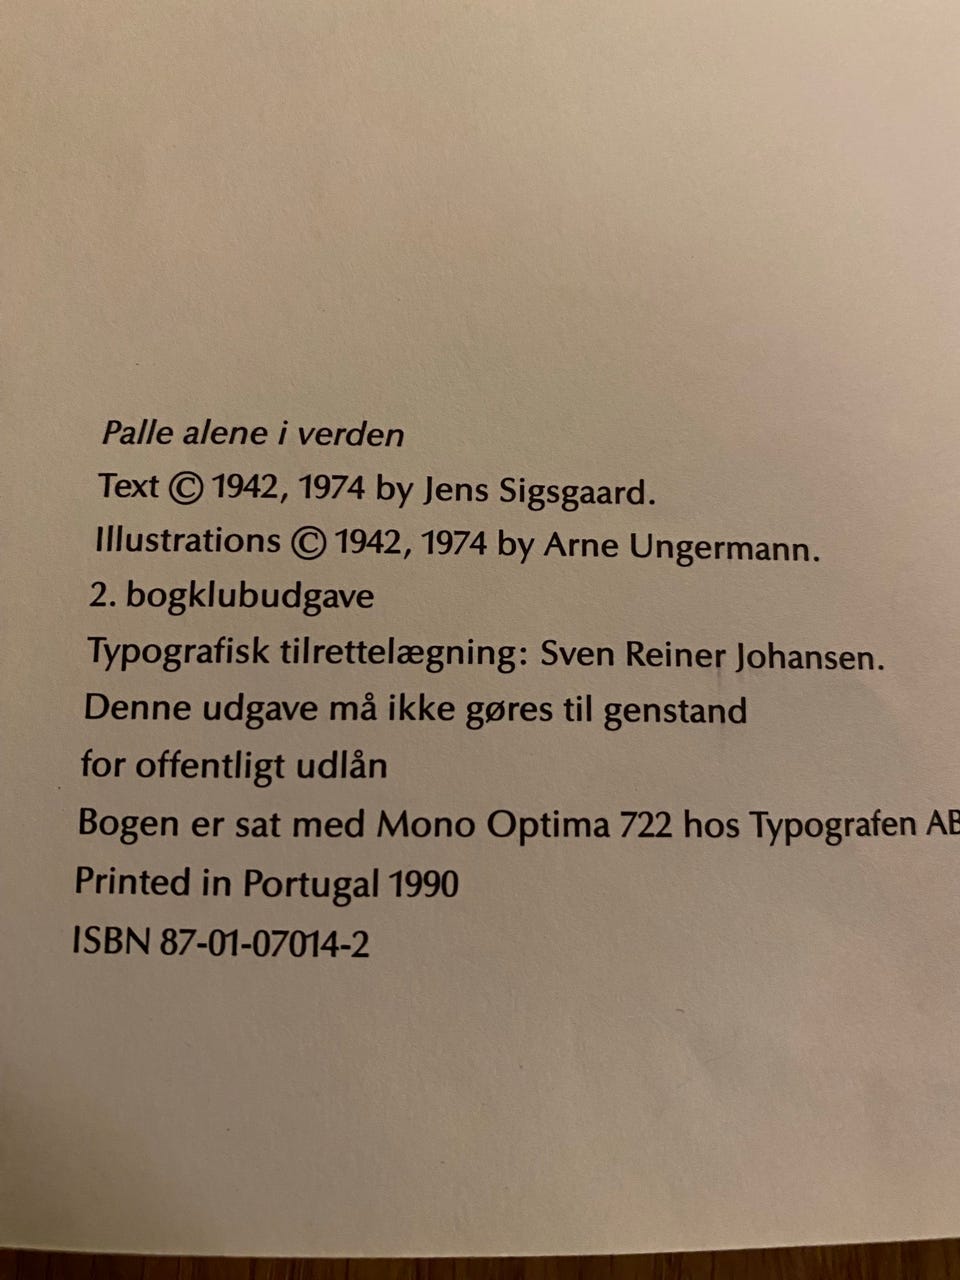 Palle alene i verden
Text © 1942, 1974 by Jens Sigsgaard.
Illustrations © 1942, 1974 by Arne Ungermann.
2. bogklubudgave
Typografisk tilrettelægning: Sven Reiner Johansen.
Denne udgave må ikke gøres til genstand
for offentligt udlån
Bogen er sat med Mono Optima 722 hos Typografen AB
Printed in Portugal 1990
ISBN 87-01-07014-2